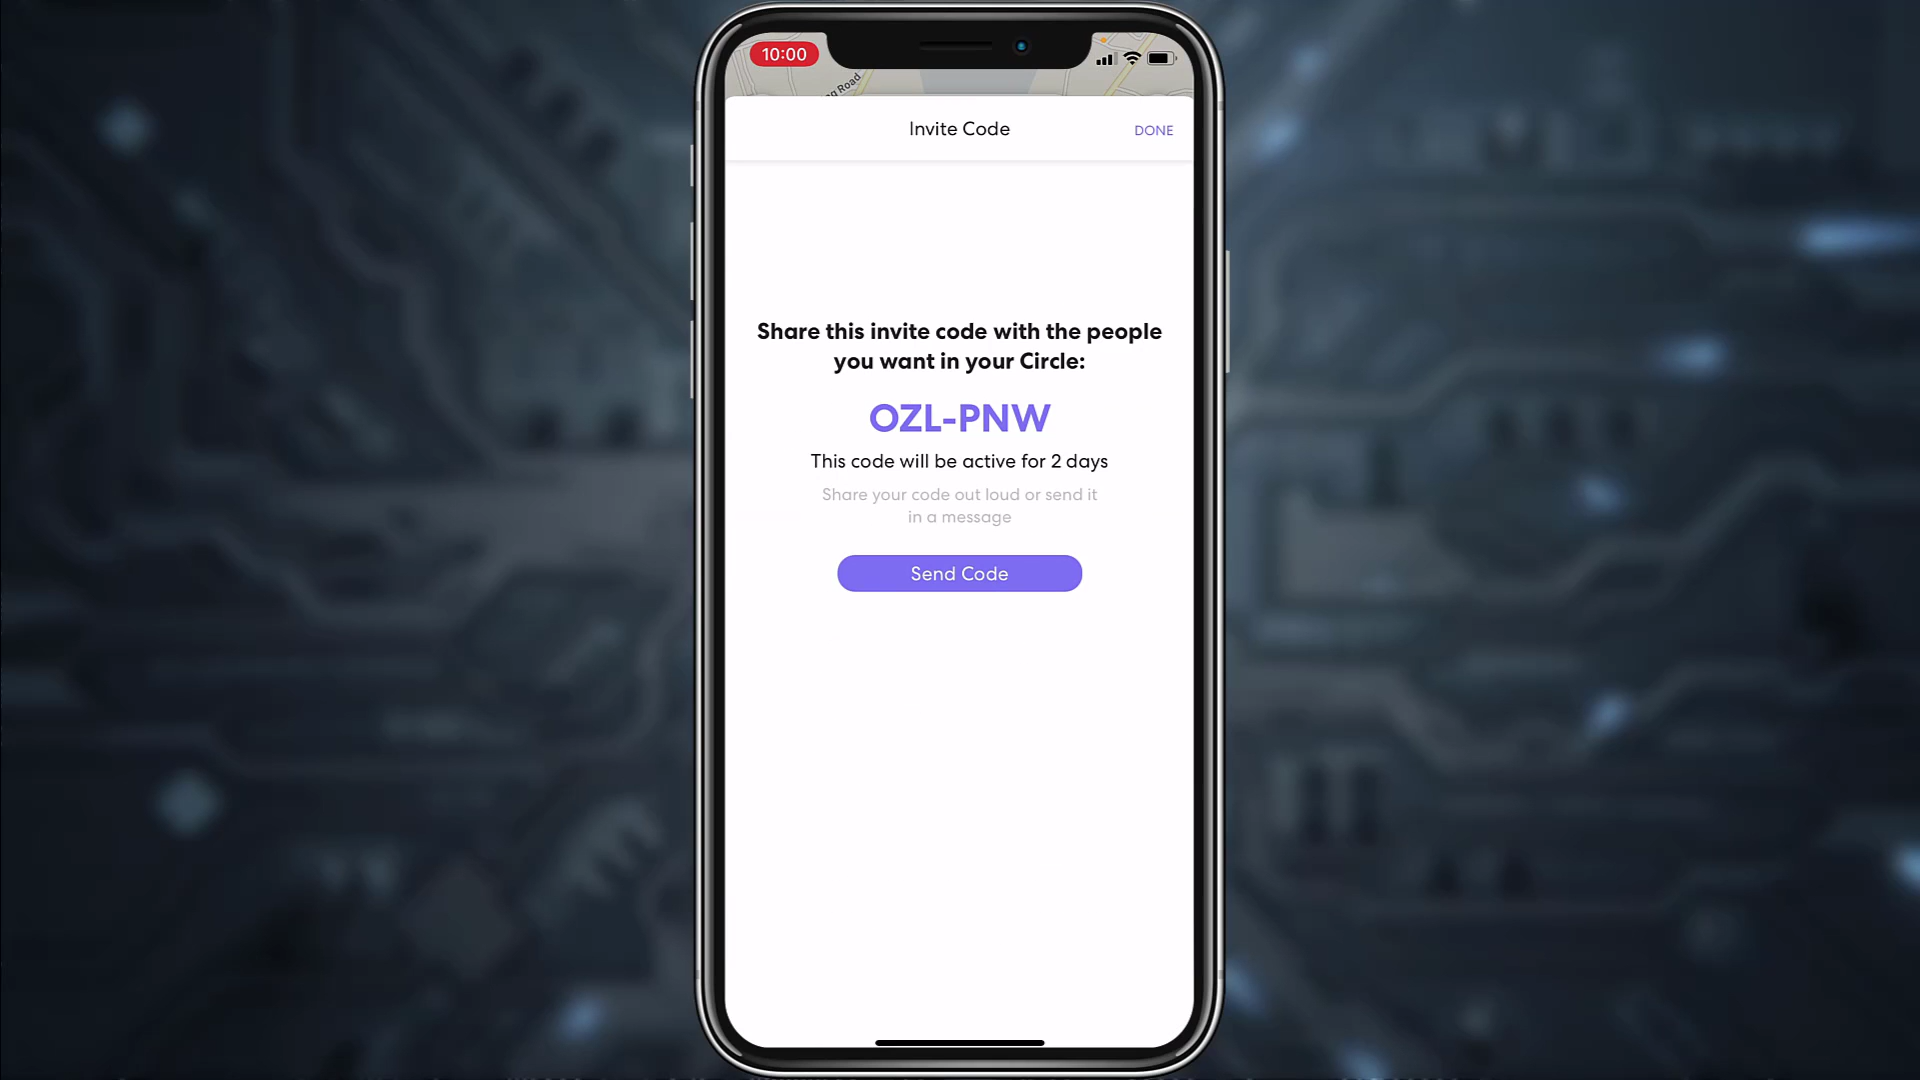 10:00
ng Road
Invite Code
DONE
Share this invite code with the people
you want in your Circle:
OZL-PNW
This code will be active for 2 days
Share your code out loud or send it
in a message
Send Code